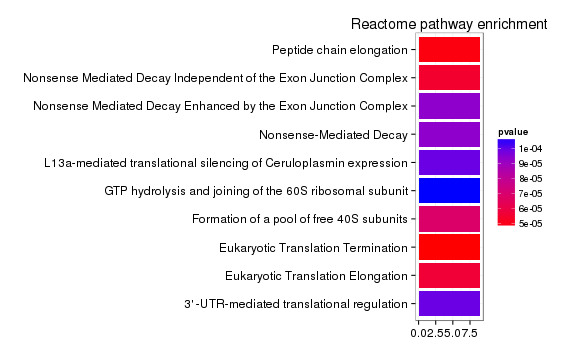 Reactome pathway enrichment
Peptide chain elongation
Nonsense Mediated Decay Independent of the Exon Junction Complex
Nonsense Mediated Decay Enhanced by the Exon Junction Complex
Nonsense-Mediated Decay
L13a-mediated translational silencing of Ceruloplasmin expression
GTP hydrolysis and joining of the 60S ribosomal subunit
Formation of a pool of free 40S subunits
Eukaryotic Translation Termination
Eukaryotic Translation Elongation
3'-UTR-mediated translational regulation
0.02.55.07.5
pvalue
1e-04
9e-05
8e-05
7e-05
6e-05
5e-05